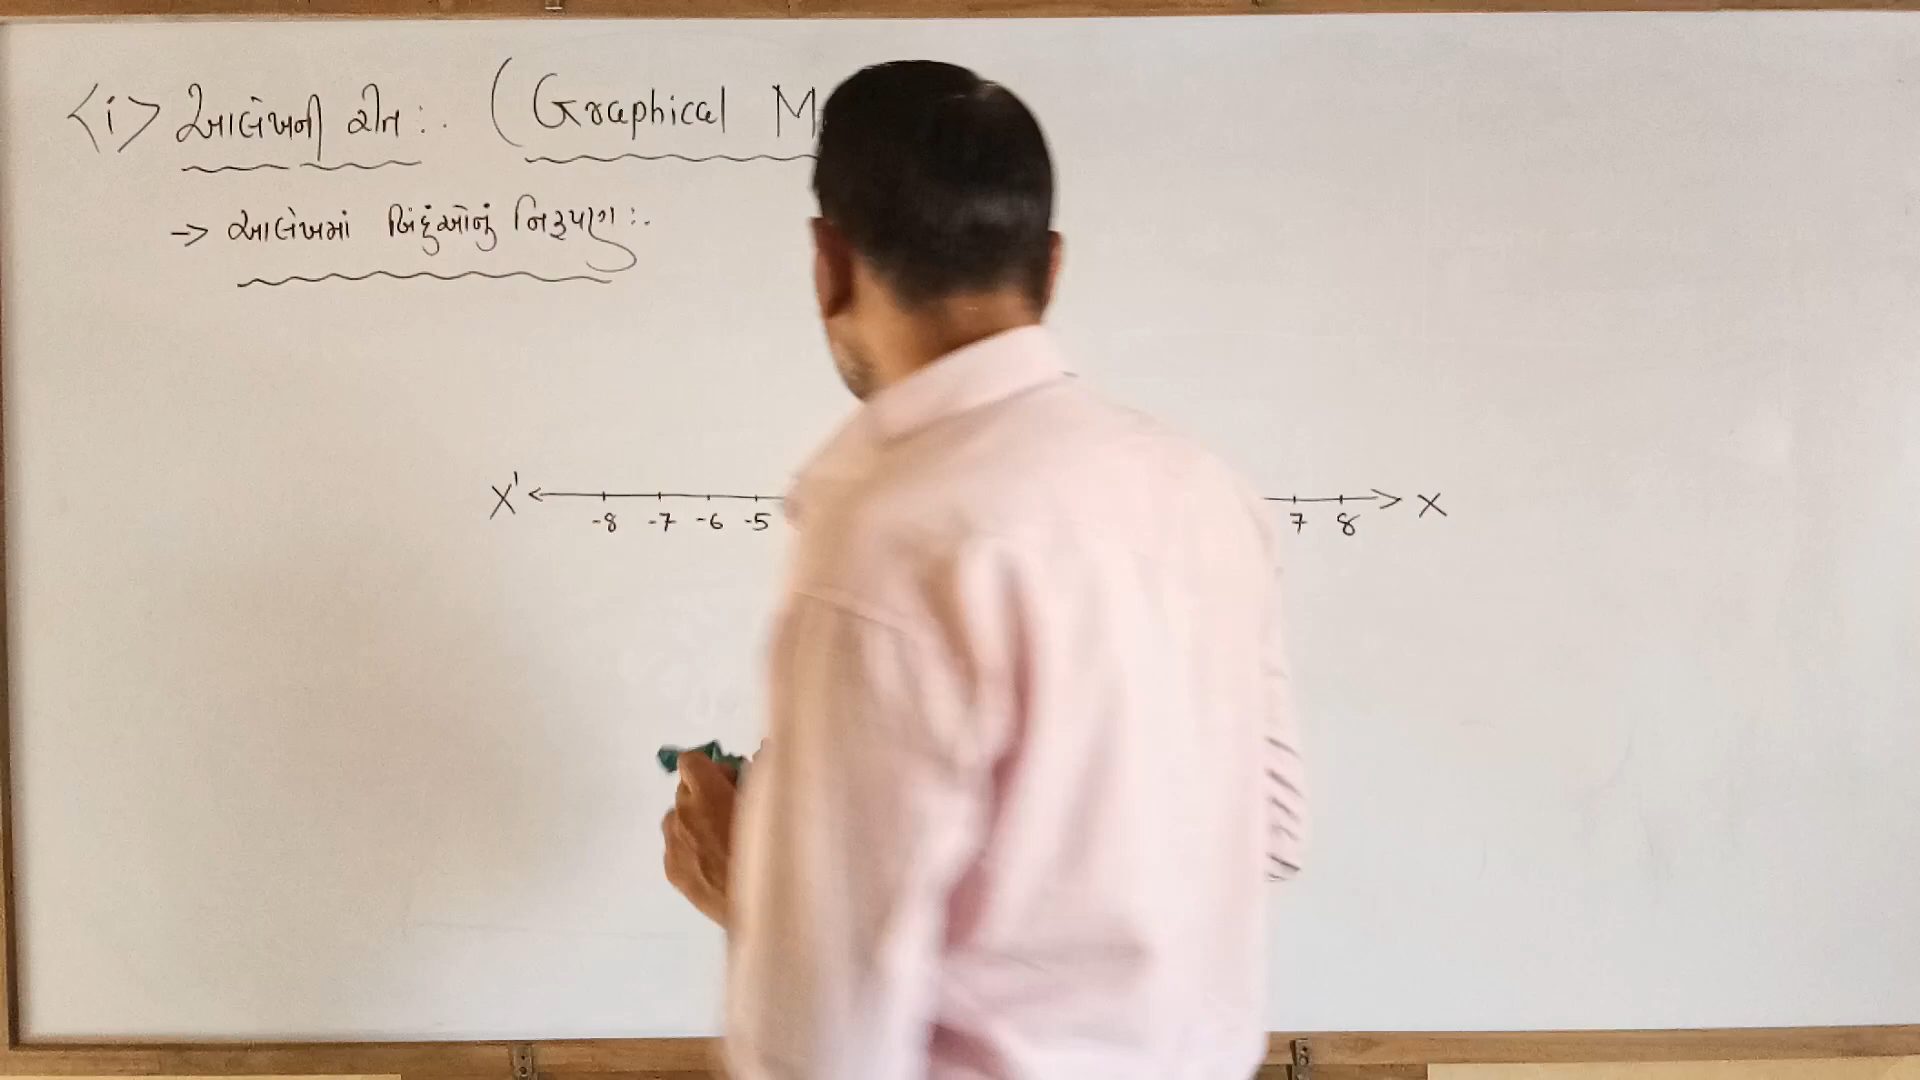 <i> આલેખની રીત :. (Graphical M
→ આલેખમાં બિંદુઓનું નિરૂપણ :.
X' -8 -7 -6 -5 7 8 X